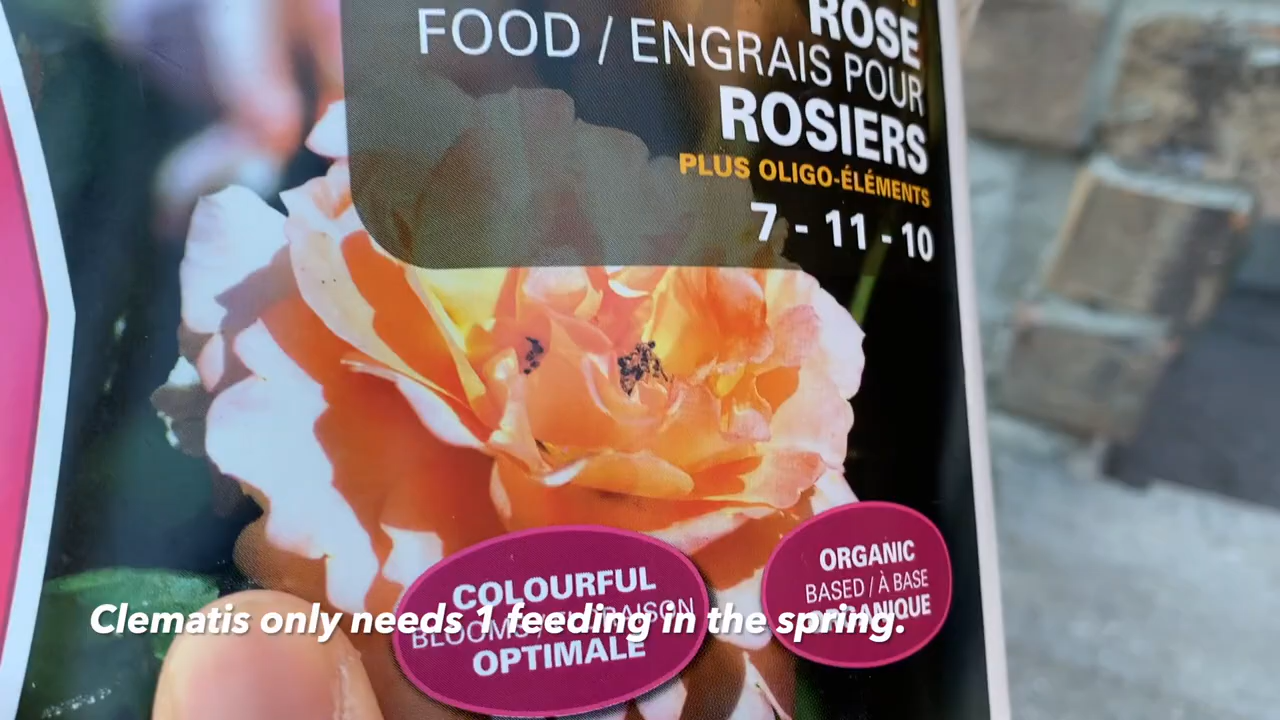 ROSE
FOOD / ENGRAIS POUR
ROSIERS
PLUS OLIGO-ÉLÉMENTS
7 - 11 - 10
COLOURFUL
BLOOMS /
OPTIMALE
ORGANIC
BASED / À BASE
ORGANIQUE
Clematis only needs 1 feeding in the spring.